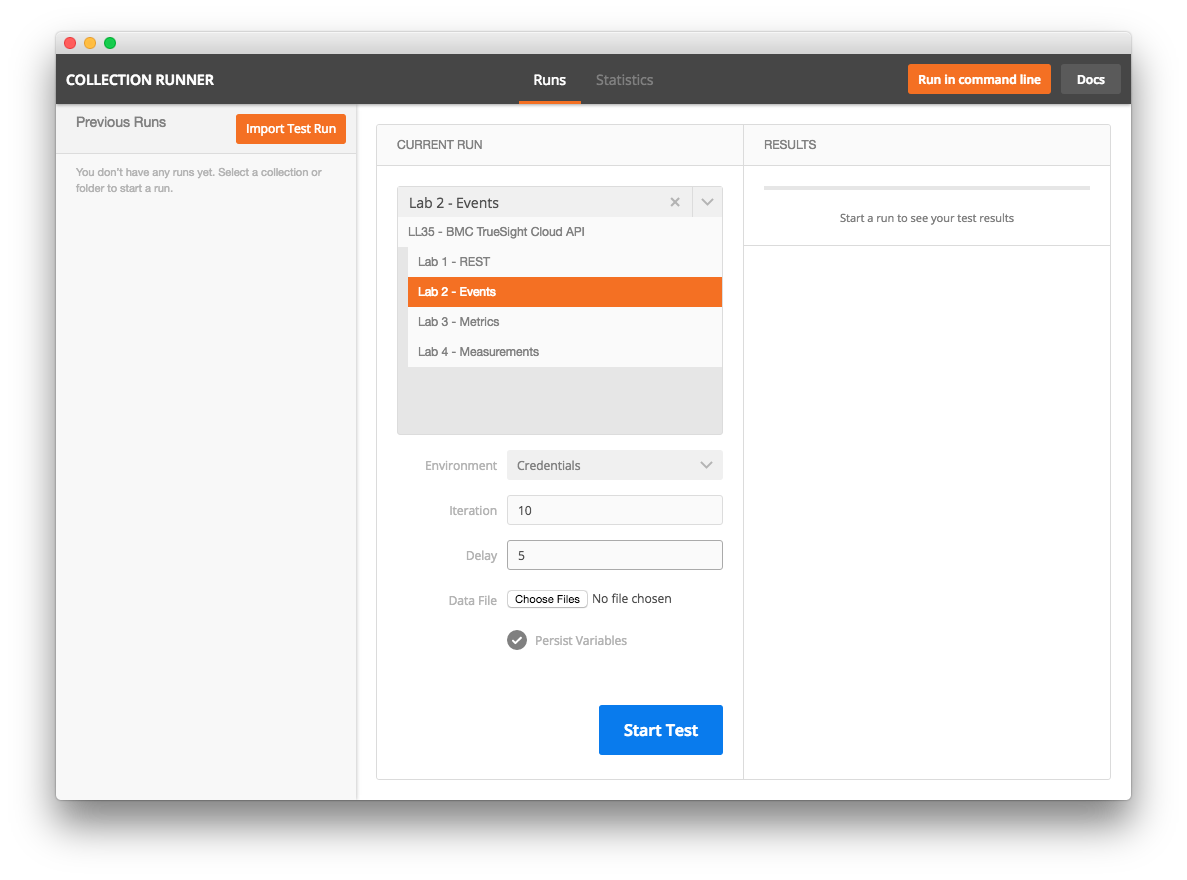 COLLECTION RUNNER
Runs
Statistics
Run in command line
Docs
Previous Runs
Import Test Run
You don't have any runs yet. Select a collection or
folder to start a run.
CURRENT RUN
Lab 2 - Events
LL35 - BMC TrueSight Cloud API
Lab 1 - REST
Lab 2 - Events
Lab 3 - Metrics
Lab 4 - Measurements
Environment
Credentials
Iteration
10
Delay
5
Data File
Choose Files
No file chosen
Persist Variables
Start Test
RESULTS
Start a run to see your test results